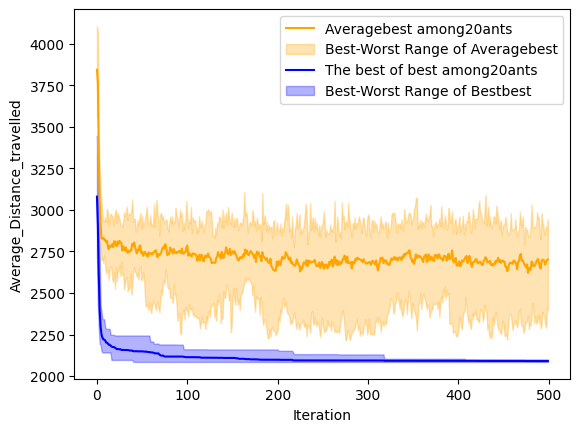 Averagebest among20ants
Best-Worst Range of Averagebest
The best of best among20ants
Best-Worst Range of Bestbest
Average_Distance_travelled
4000
3750
3500
3250
3000
2750
2500
2250
2000
0 100 200 300 400 500
Iteration